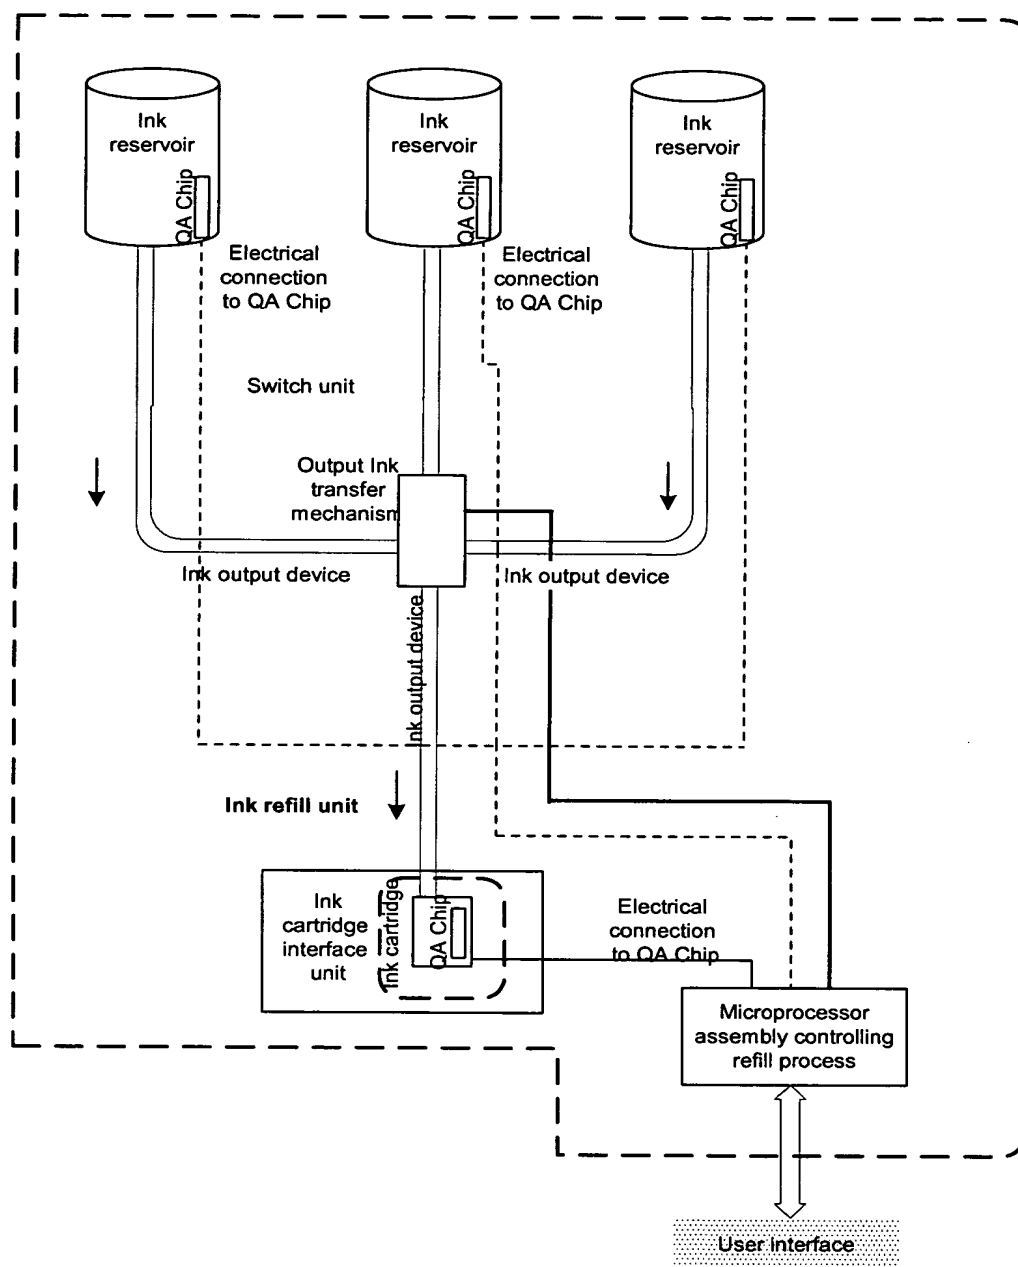 Ink
reservoir
QA Chip
Ink
reservoir
QA Chip
Ink
reservoir
QA Chip
Electrical
connection
to QA Chip
Electrical
connection
to QA Chip
Switch unit
Output Ink
transfer
mechanism
Ink output device
Ink output device
Ink output device
Ink refill unit
Ink
cartridge
interface
unit
Ink cartridge
QA Chip
Electrical
connection
to QA Chip
Microprocessor
assembly controlling
refill process
User interface